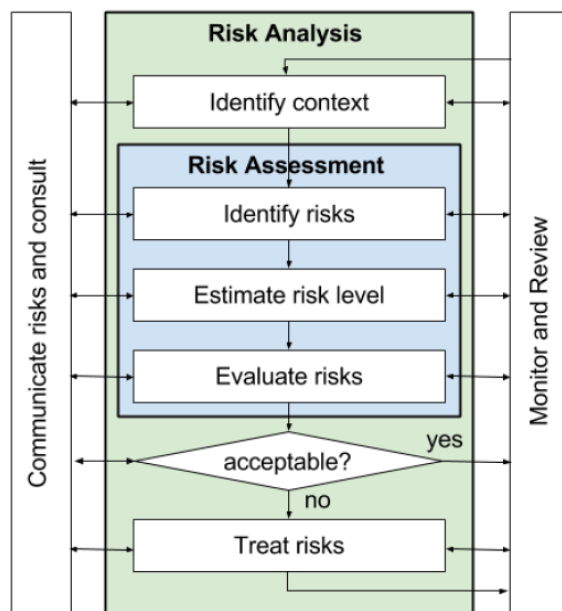 Risk Analysis
Identify context
Risk Assessment
Identify risks
Estimate risk level
Evaluate risks
acceptable?
yes
no
Treat risks
Communicate risks and consult
Monitor and Review